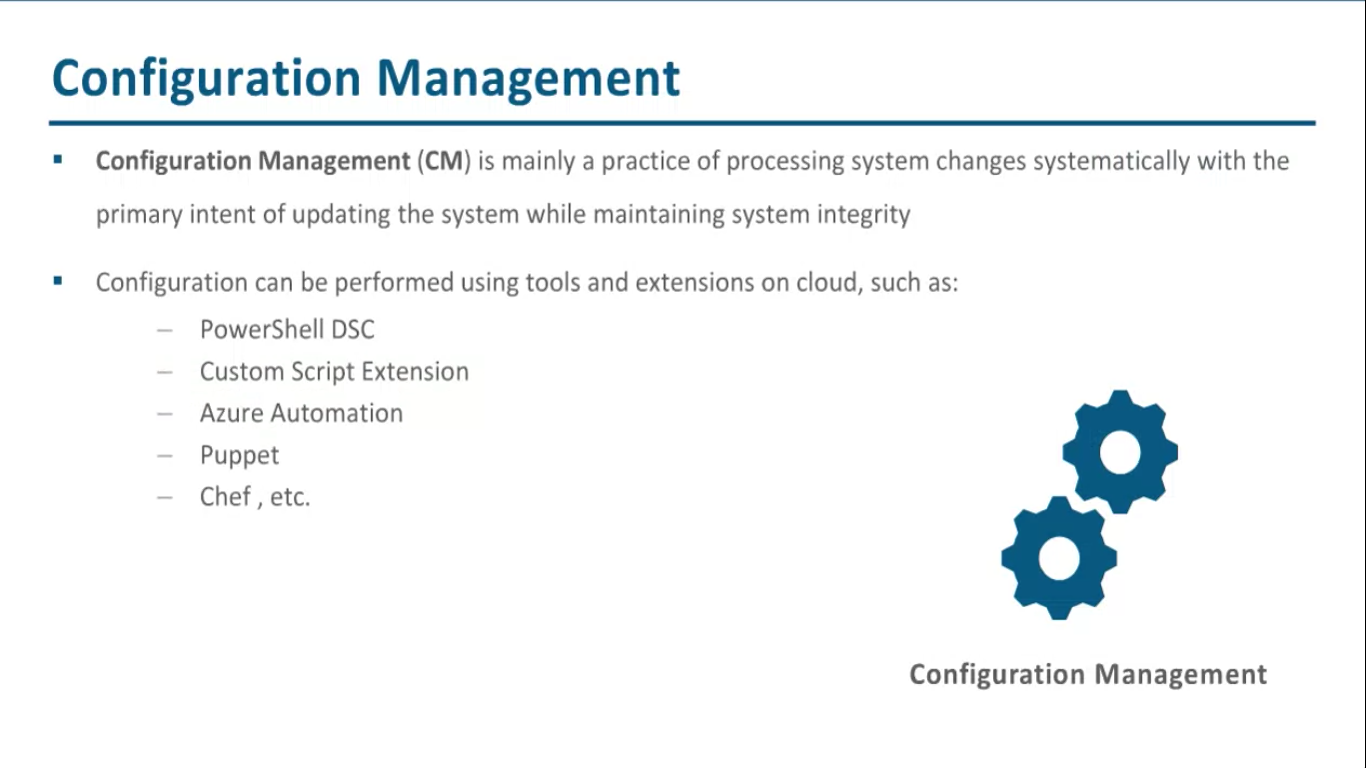 Configuration Management
▪ Configuration Management (CM) is mainly a practice of processing system changes systematically with the
primary intent of updating the system while maintaining system integrity
▪ Configuration can be performed using tools and extensions on cloud, such as:
– PowerShell DSC
– Custom Script Extension
– Azure Automation
– Puppet
– Chef , etc.
Configuration Management